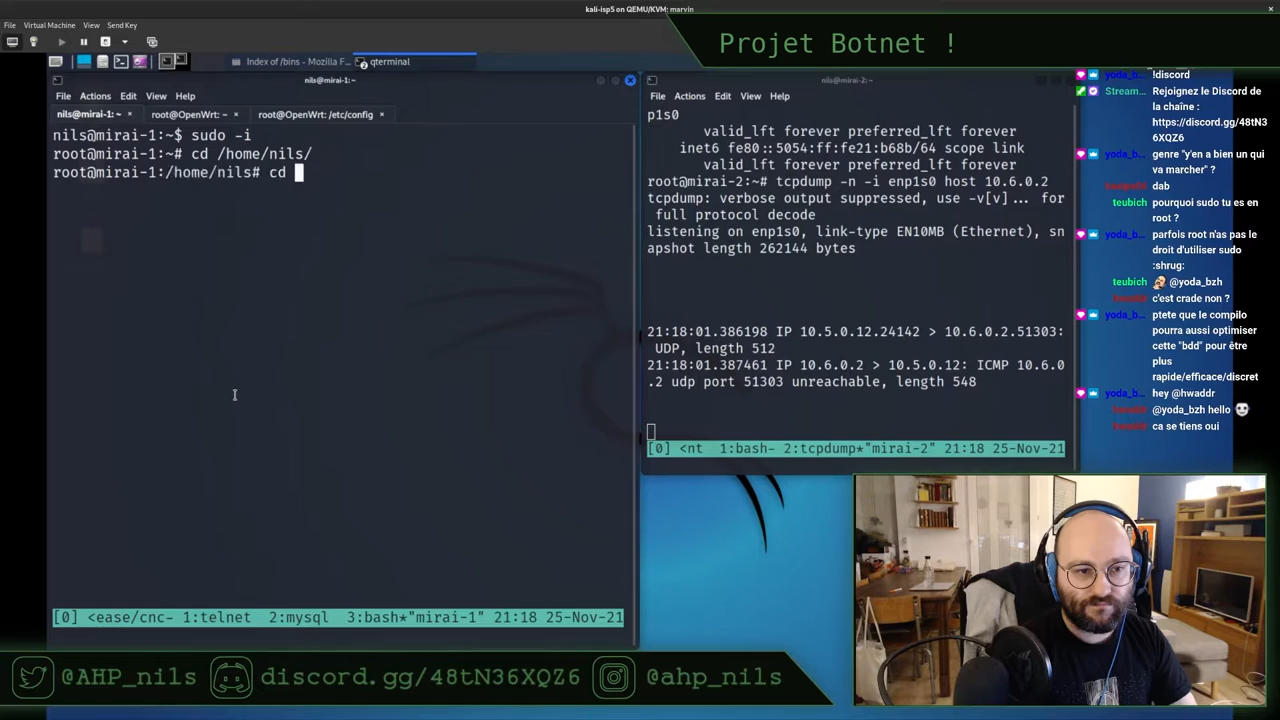 kali-isp5 on QEMU/KVM: marvin
File Virtual Machine View Send Key
Projet Botnet !
Index of /bins - Mozilla F...
qterminal
nils@mirai-1: ~
File Actions Edit View Help
nils@mirai-1: ~
root@OpenWrt: ~
root@OpenWrt: /etc/config
nils@mirai-1:~$ sudo -i
root@mirai-1:~# cd /home/nils/
root@mirai-1:/home/nils# cd
[0] <ease/cnc- 1:telnet 2:mysql 3:bash*"mirai-1" 21:18 25-Nov-21
nils@mirai-2: ~
File Actions Edit View Help
p1s0
valid_lft forever preferred_lft forever
inet6 fe80::5054:ff:fe21:b68b/64 scope link
valid_lft forever preferred_lft forever
root@mirai-2:~# tcpdump -n -i enp1s0 host 10.6.0.2
tcpdump: verbose output suppressed, use -v[v]... for
full protocol decode
listening on enp1s0, link-type EN10MB (Ethernet), sn
apshot length 262144 bytes
21:18:01.386198 IP 10.5.0.12.24142 > 10.6.0.2.51303:
UDP, length 512
21:18:01.387461 IP 10.6.0.2 > 10.5.0.12: ICMP 10.6.0
.2 udp port 51303 unreachable, length 548
[0] <nt 1:bash- 2:tcpdump*"mirai-2" 21:18 25-Nov-21
yoda_b... !discord
Stream... Rejoignez le Discord de
la chaîne :
https://discord.gg/48tN3
6XQZ6
yoda_b... genre "y'en a bien un qui
va marcher" ?
dab
teubich pourquoi sudo tu es en
root ?
yoda_b... parfois root n'as pas le
droit d'utiliser sudo
:shrug:
teubich @yoda_bzh
c'est crade non ?
yoda_b... ptete que le compilo
pourra aussi optimiser
cette "bdd" pour être
plus
rapide/efficace/discret
yoda_b... hey @hwaddr
@yoda_bzh hello
ca se tiens oui
@AHP_nils
discord.gg/48tN36XQZ6
@ahp_nils